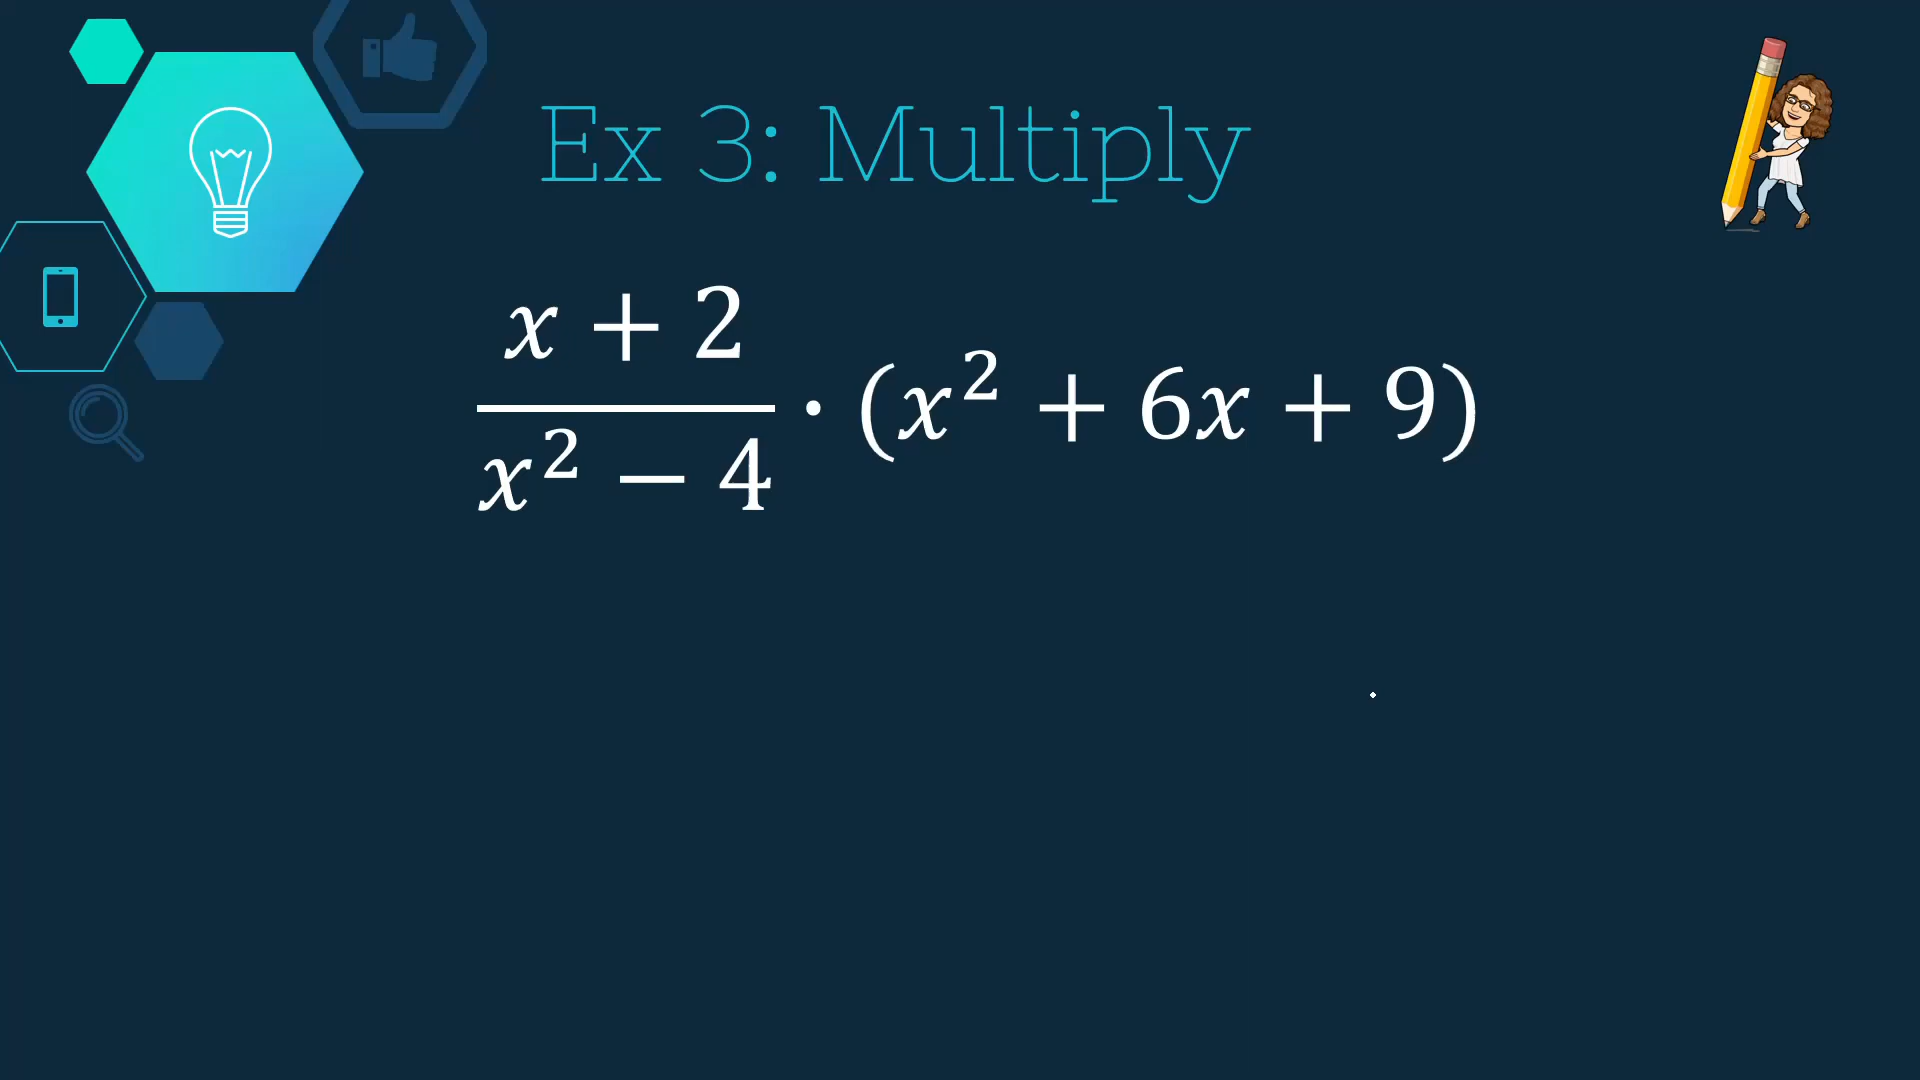 Ex 3: Multiply
x + 2
x² − 4
· (x² + 6x + 9)